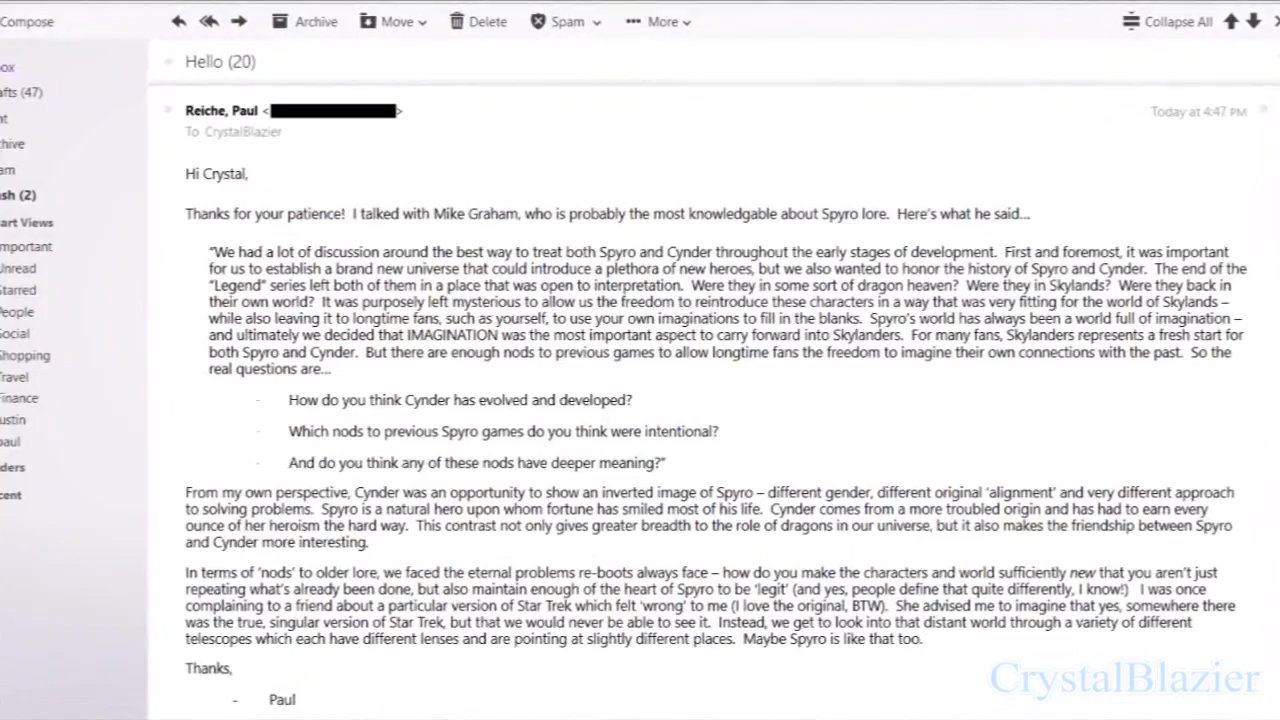 Compose
Archive
Move
Delete
Spam
More
Collapse All
Hello (20)
Reiche, Paul < >
Today at 4:47 PM
To CrystalBlazier
ox
afts (47)
nt
chive
am
ash (2)
art Views
mportant
Unread
Starred
People
Social
Shopping
Travel
Finance
ustin
paul
ders
cent
Hi Crystal,
Thanks for your patience! I talked with Mike Graham, who is probably the most knowledgable about Spyro lore. Here's what he said...
"We had a lot of discussion around the best way to treat both Spyro and Cynder throughout the early stages of development. First and foremost, it was important
for us to establish a brand new universe that could introduce a plethora of new heroes, but we also wanted to honor the history of Spyro and Cynder. The end of the
"Legend" series left both of them in a place that was open to interpretation. Were they in some sort of dragon heaven? Were they in Skylands? Were they back in
their own world? It was purposely left mysterious to allow us the freedom to reintroduce these characters in a way that was very fitting for the world of Skylands –
while also leaving it to longtime fans, such as yourself, to use your own imaginations to fill in the blanks. Spyro's world has always been a world full of imagination –
and ultimately we decided that IMAGINATION was the most important aspect to carry forward into Skylanders. For many fans, Skylanders represents a fresh start for
both Spyro and Cynder. But there are enough nods to previous games to allow longtime fans the freedom to imagine their own connections with the past. So the
real questions are...
- How do you think Cynder has evolved and developed?
- Which nods to previous Spyro games do you think were intentional?
- And do you think any of these nods have deeper meaning?"
From my own perspective, Cynder was an opportunity to show an inverted image of Spyro – different gender, different original 'alignment' and very different approach
to solving problems. Spyro is a natural hero upon whom fortune has smiled most of his life. Cynder comes from a more troubled origin and has had to earn every
ounce of her heroism the hard way. This contrast not only gives greater breadth to the role of dragons in our universe, but it also makes the friendship between Spyro
and Cynder more interesting.
In terms of 'nods' to older lore, we faced the eternal problems re-boots always face – how do you make the characters and world sufficiently new that you aren't just
repeating what's already been done, but also maintain enough of the heart of Spyro to be 'legit' (and yes, people define that quite differently, I know!) I was once
complaining to a friend about a particular version of Star Trek which felt 'wrong' to me (I love the original, BTW). She advised me to imagine that yes, somewhere there
was the true, singular version of Star Trek, but that we would never be able to see it. Instead, we get to look into that distant world through a variety of different
telescopes which each have different lenses and are pointing at slightly different places. Maybe Spyro is like that too.
Thanks,
- Paul
CrystalBlazier